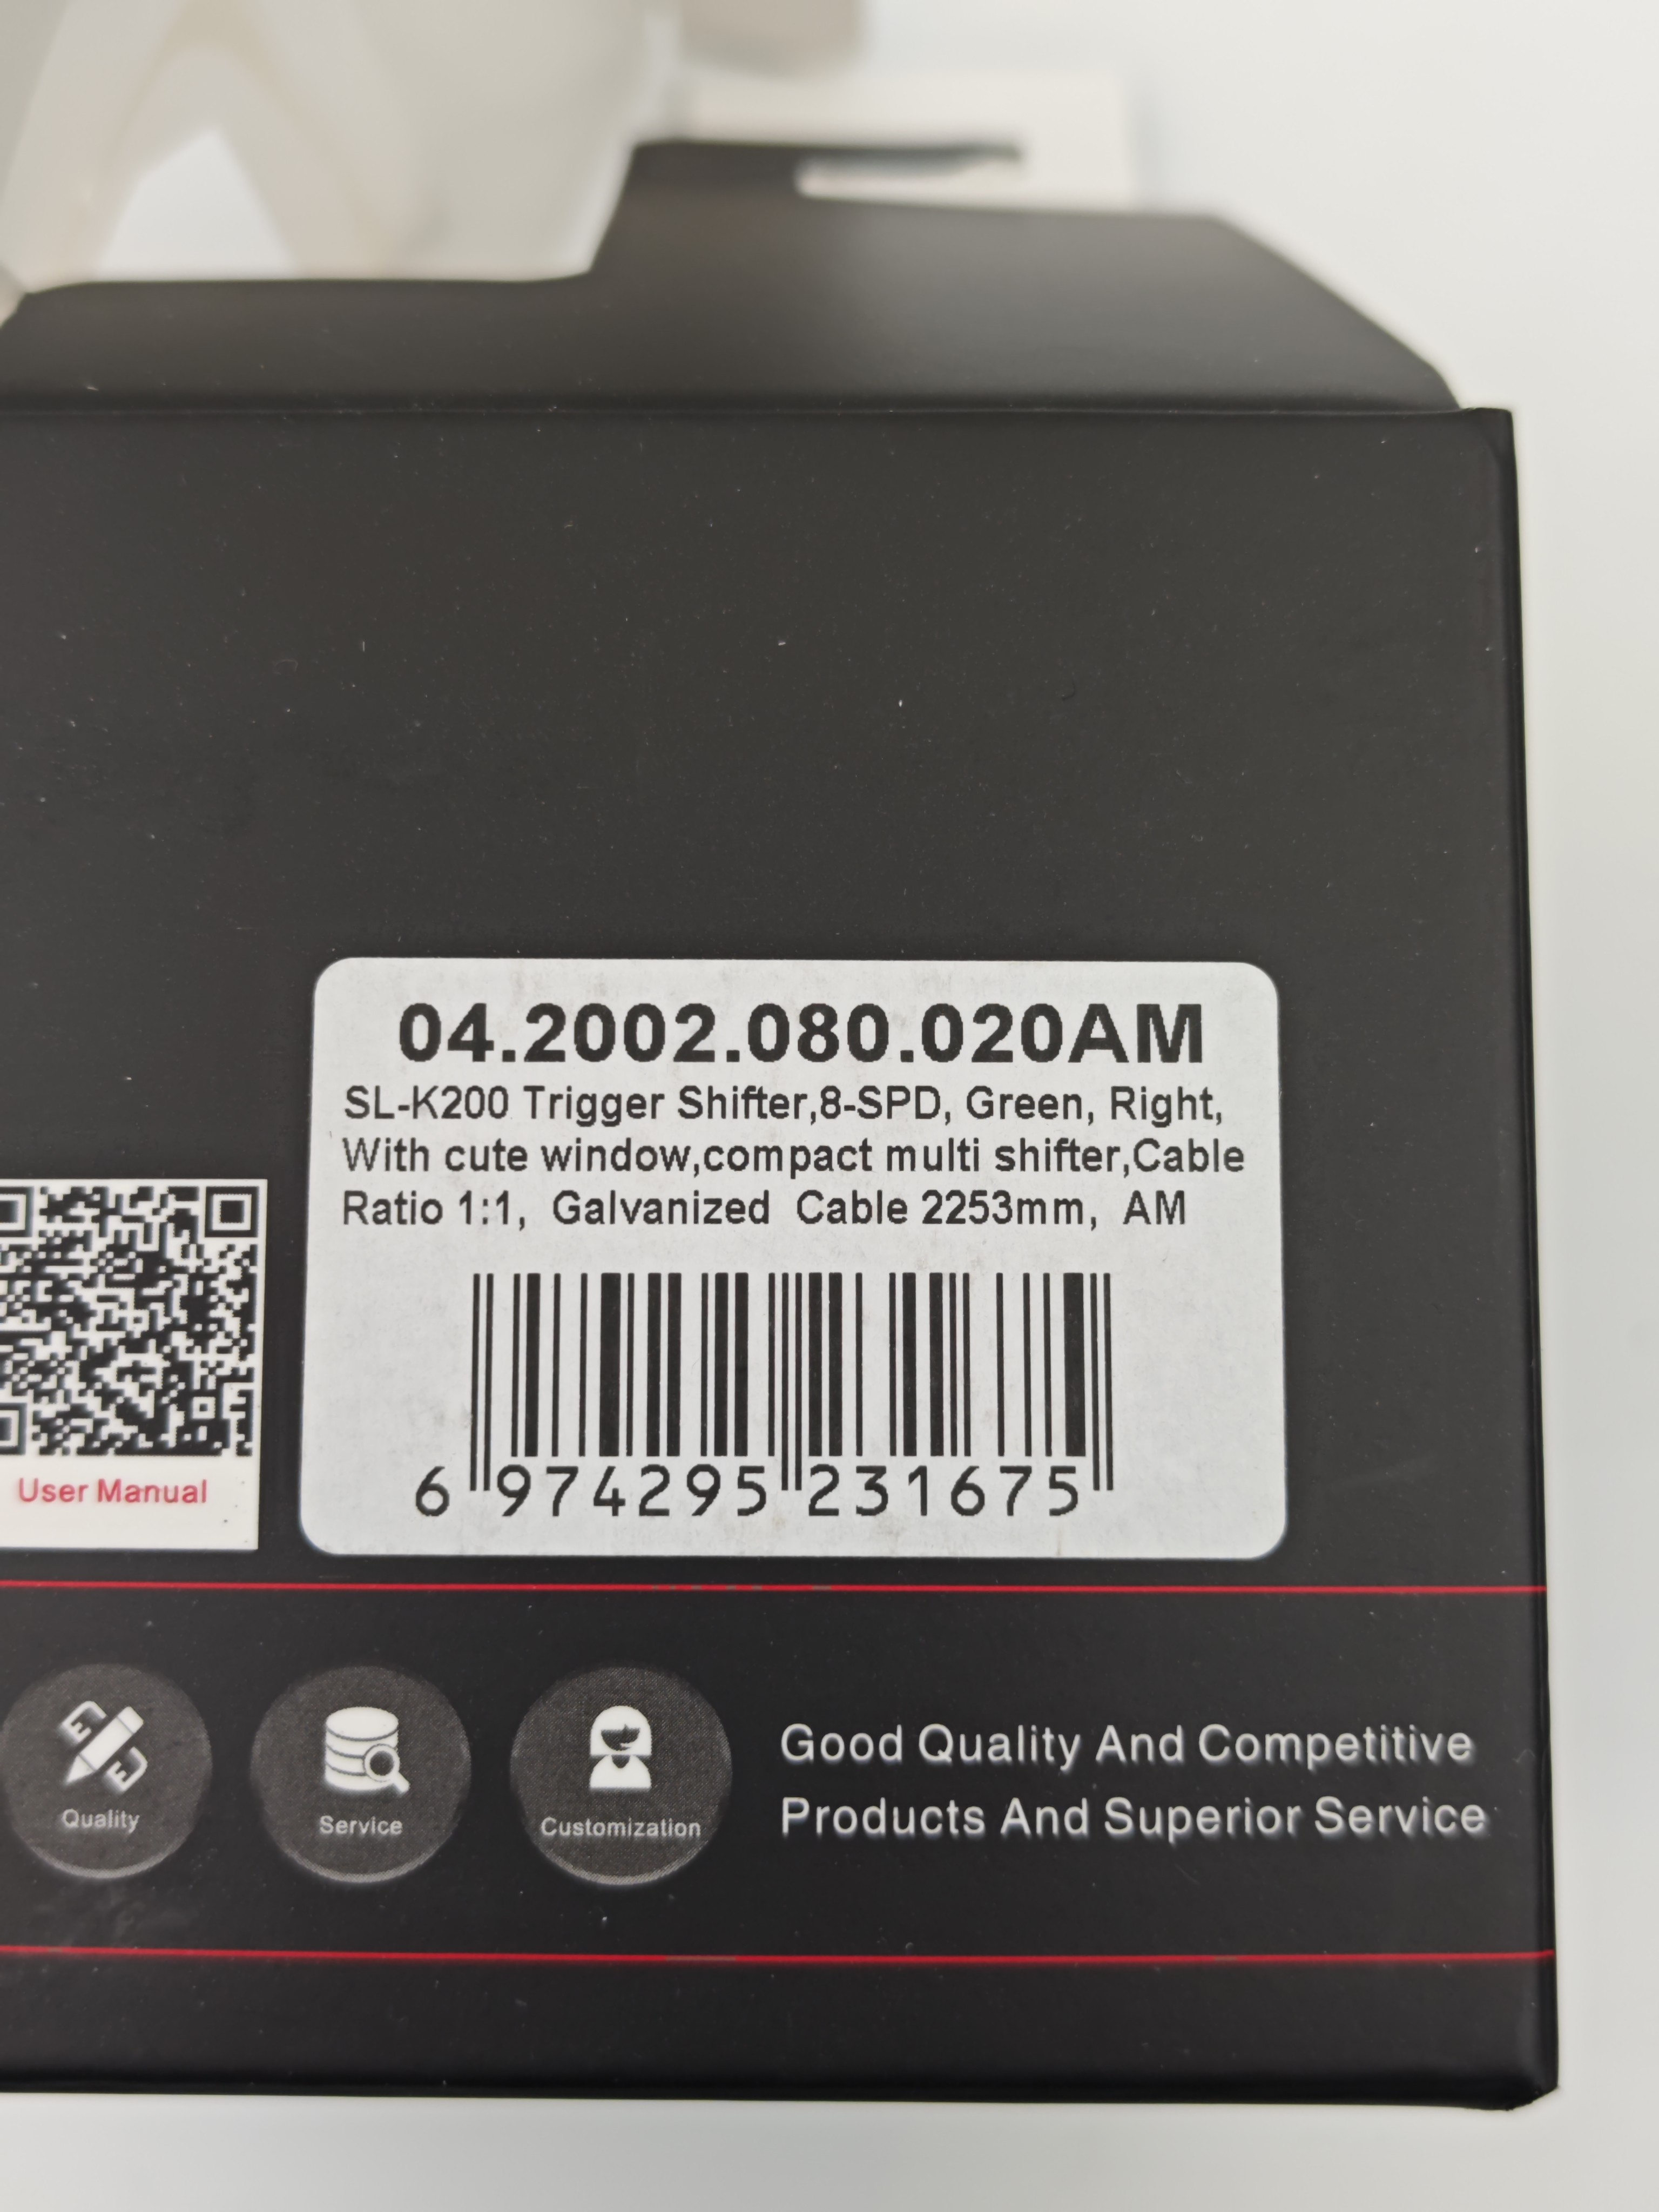 04.2002.080.020AM
SL-K200 Trigger Shifter,8-SPD, Green, Right,
With cute window,compact multi shifter,Cable
Ratio 1:1, Galvanized Cable 2253mm, AM
6 974295 231675
User Manual
Quality
Service
Customization
Good Quality And Competitive
Products And Superior Service